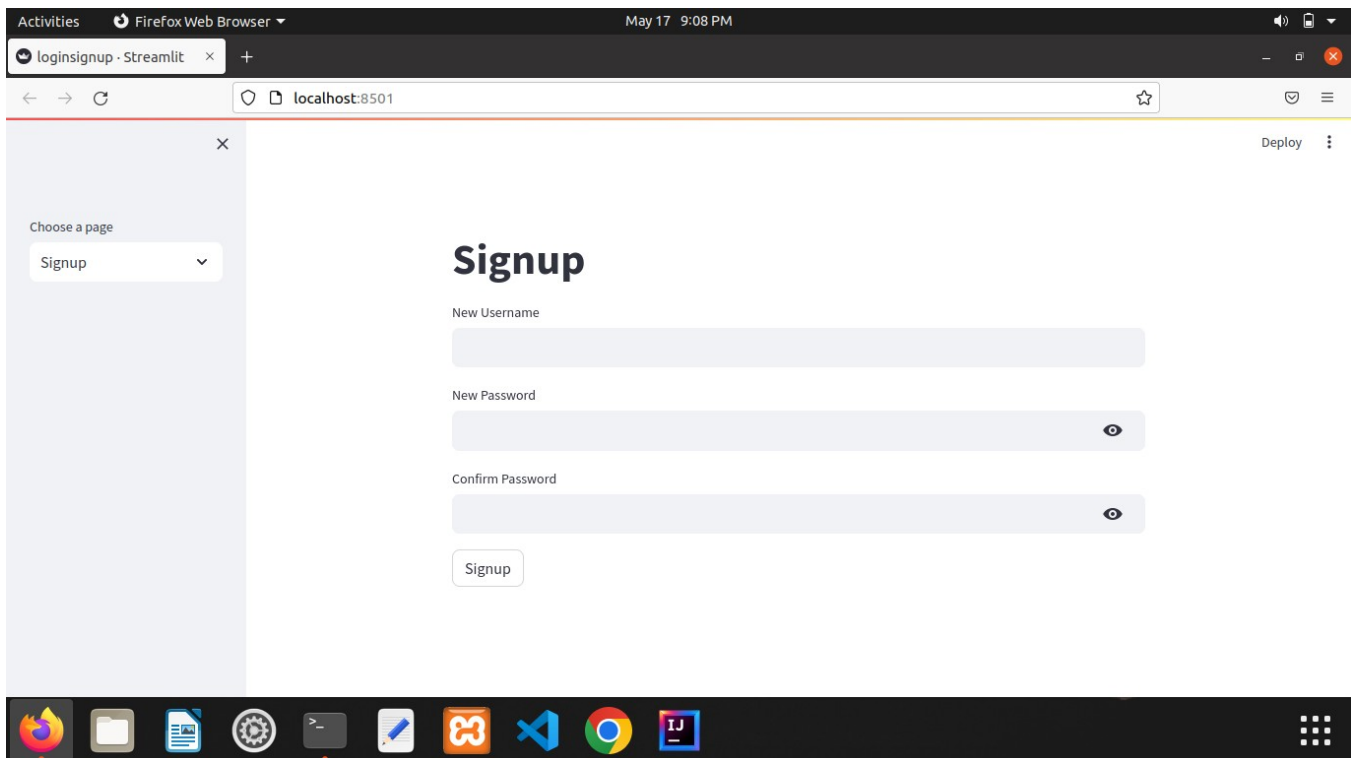 Activities Firefox Web Browser May 17 9:08 PM
loginsignup · Streamlit
localhost:8501
Deploy
Choose a page
Signup
Signup
New Username
New Password
Confirm Password
Signup
>_
IJ